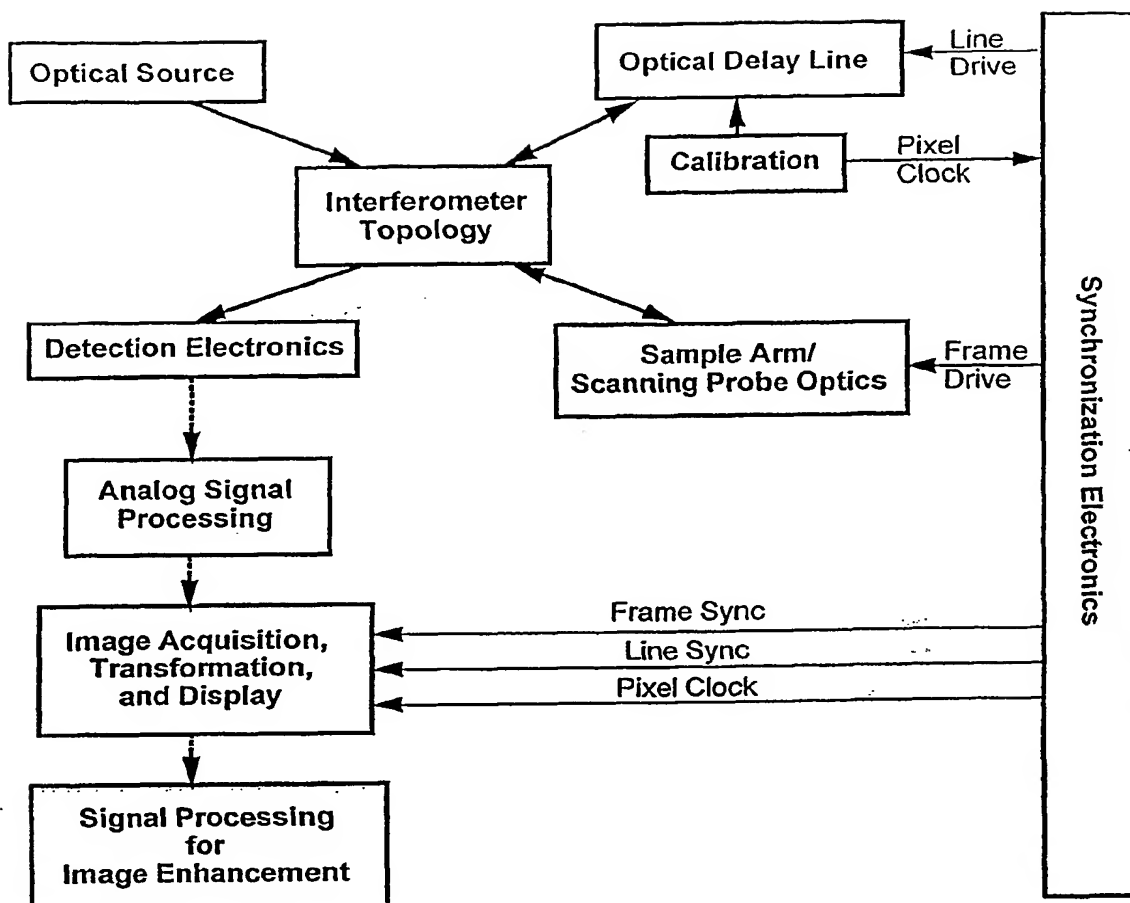 Optical Source
Optical Delay Line
Line
Drive
Calibration
Pixel
Clock
Interferometer
Topology
Detection Electronics
Sample Arm/
Scanning Probe Optics
Frame
Drive
Synchronization Electronics
Analog Signal
Processing
Image Acquisition,
Transformation,
and Display
Frame Sync
Line Sync
Pixel Clock
Signal Processing
for
Image Enhancement